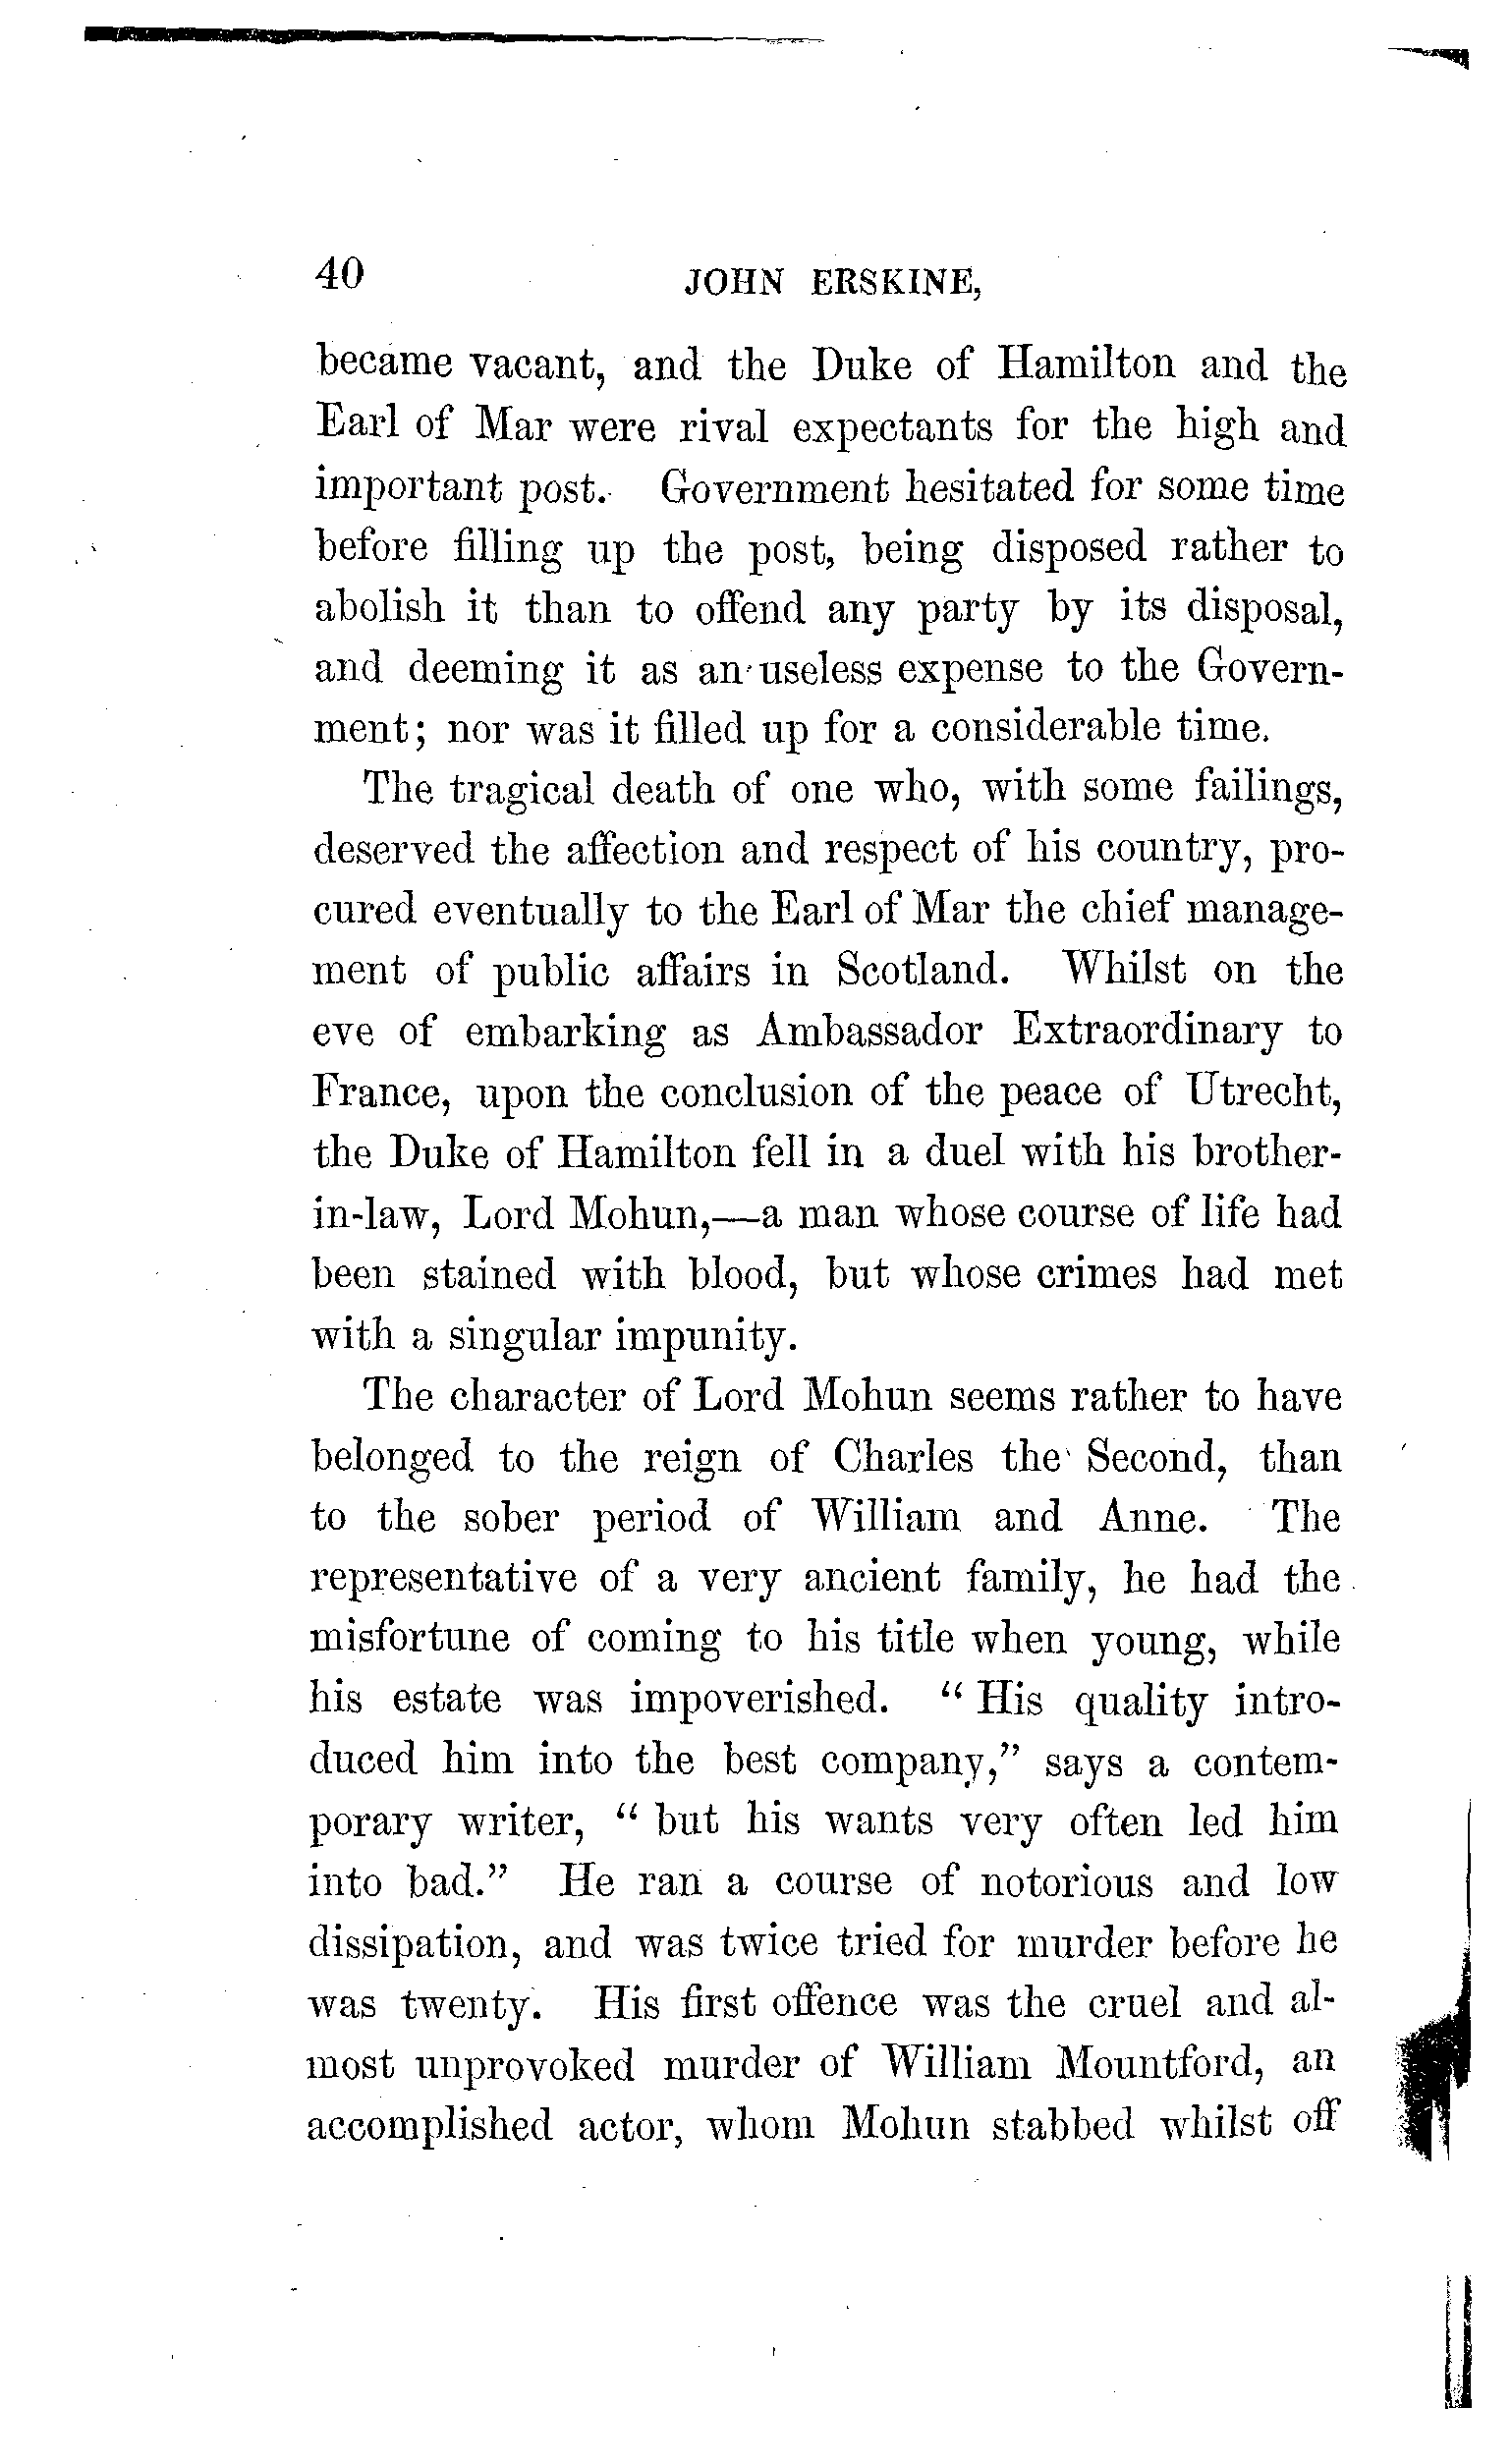 40 JOHN ERSKINE,
became vacant, and the Duke of Hamilton and the
Earl of Mar were rival expectants for the high and
important post. Government hesitated for some time
before filling up the post, being disposed rather to
abolish it than to offend any party by its disposal,
and deeming it as an useless expense to the Govern-
ment; nor was it filled up for a considerable time.
The tragical death of one who, with some failings,
deserved the affection and respect of his country, pro-
cured eventually to the Earl of Mar the chief manage-
ment of public affairs in Scotland. Whilst on the
eve of embarking as Ambassador Extraordinary to
France, upon the conclusion of the peace of Utrecht,
the Duke of Hamilton fell in a duel with his brother-
in-law, Lord Mohun,—a man whose course of life had
been stained with blood, but whose crimes had met
with a singular impunity.
The character of Lord Mohun seems rather to have
belonged to the reign of Charles the Second, than
to the sober period of William and Anne. The
representative of a very ancient family, he had the
misfortune of coming to his title when young, while
his estate was impoverished. “ His quality intro-
duced him into the best company,” says a contem-
porary writer, “ but his wants very often led him
into bad.” He ran a course of notorious and low
dissipation, and was twice tried for murder before he
was twenty. His first offence was the cruel and al-
most unprovoked murder of William Mountford, an
accomplished actor, whom Mohun stabbed whilst off